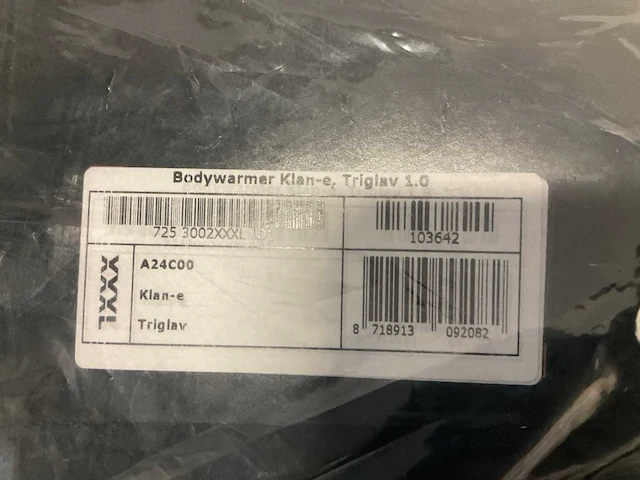 Bodywarmer Klan-e, Triglav 1.0
725 3002XXXL
103642
XXXL
A24C00
Klan-e
Triglav
8 718913 092082